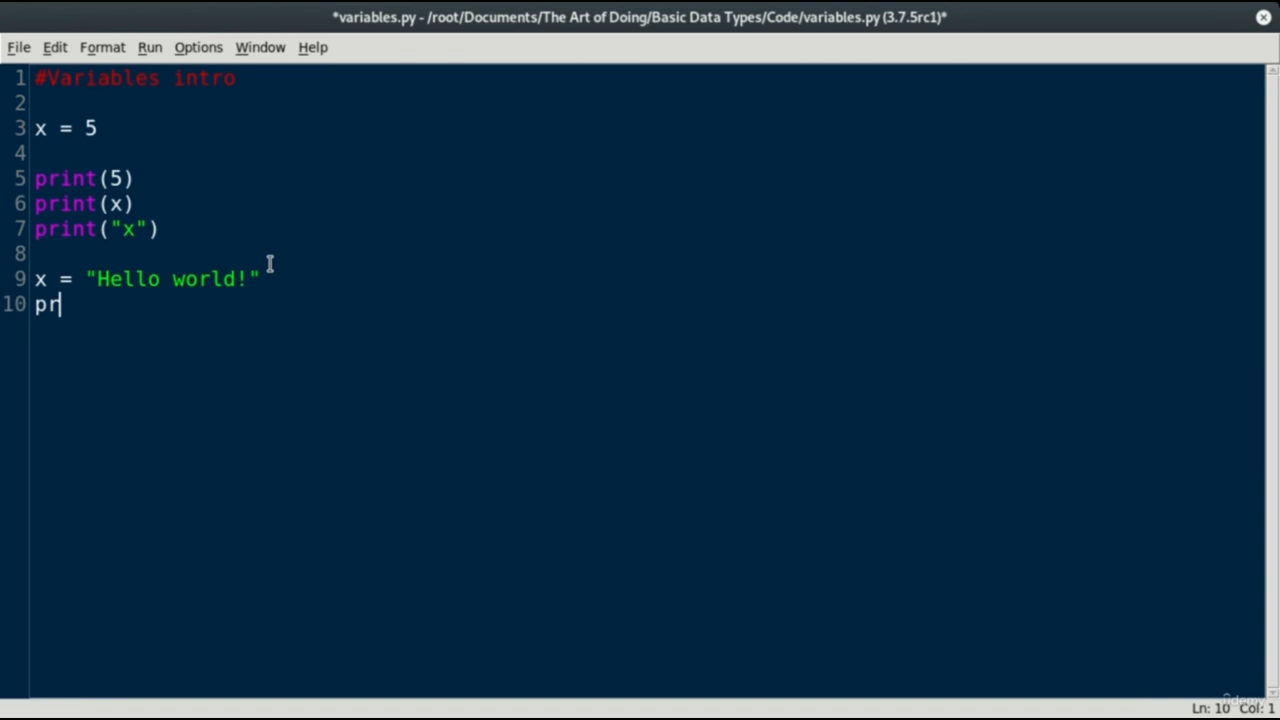 *variables.py - /root/Documents/The Art of Doing/Basic Data Types/Code/variables.py (3.7.5rc1)*
File Edit Format Run Options Window Help
1 #Variables intro
2
3 x = 5
4
5 print(5)
6 print(x)
7 print("x")
8
9 x = "Hello world!"
10 pr
Udemy
Ln: 10 Col: 1